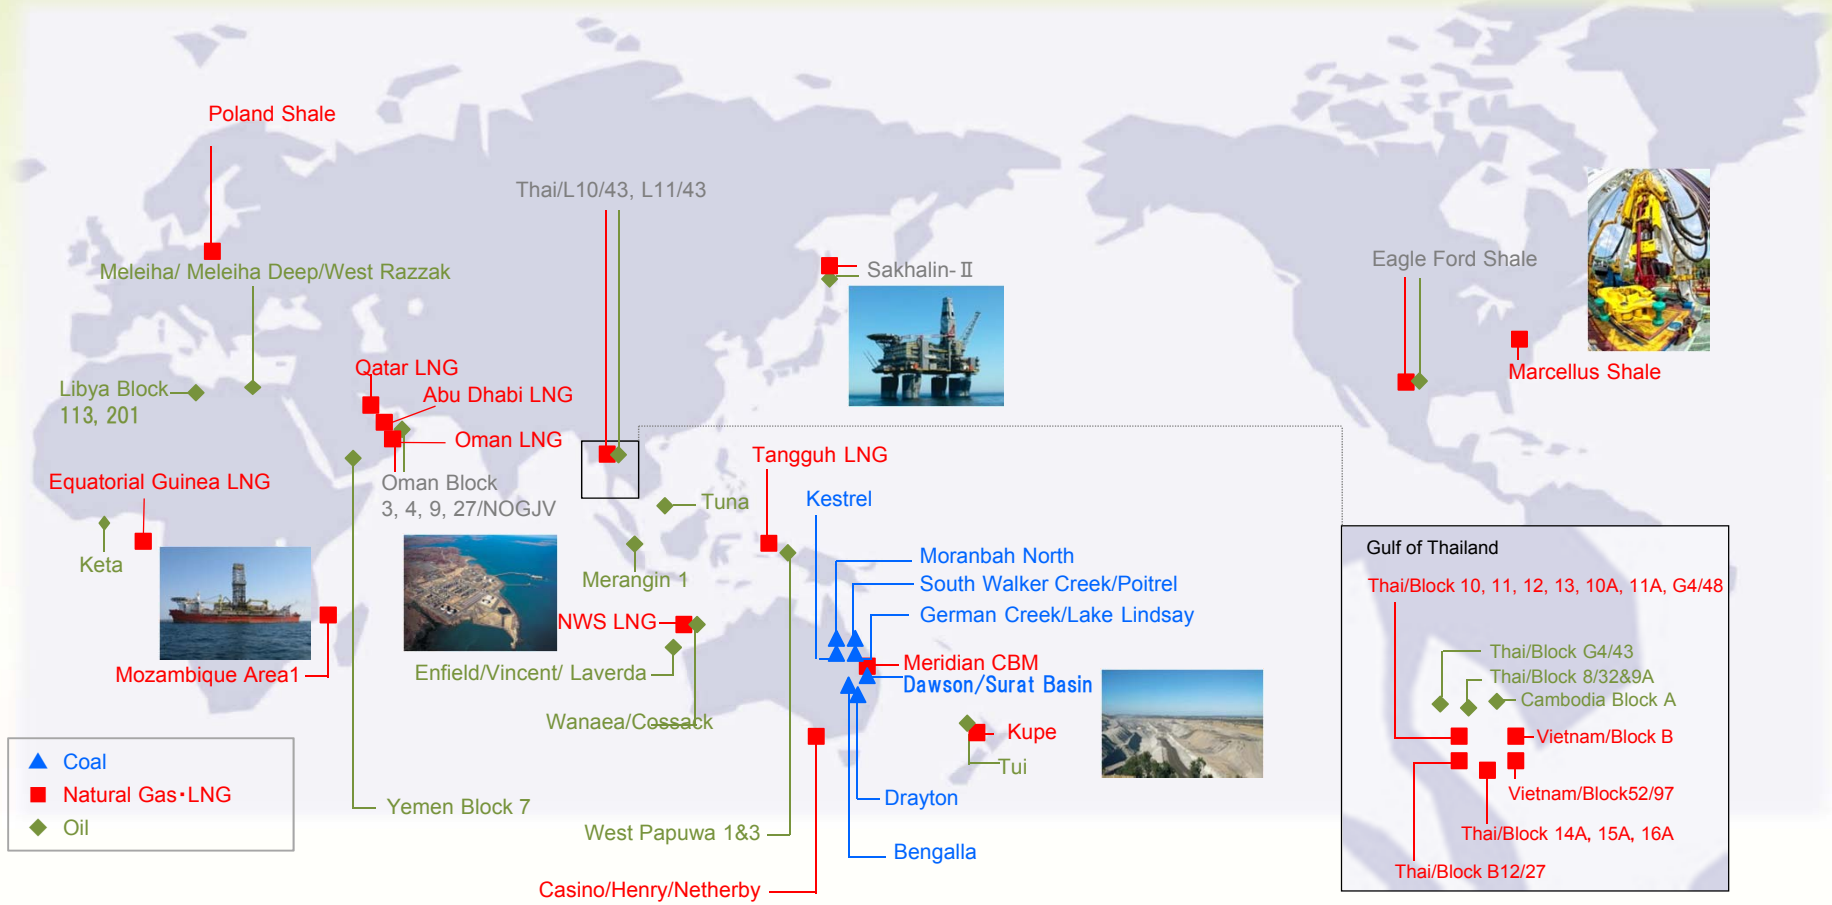 Poland Shale
Thai/L10/43, L11/43
Meleiha/ Meleiha Deep/West Razzak
Sakhalin-Ⅱ
Eagle Ford Shale
Qatar LNG
Marcellus Shale
Libya Block
113, 201
Abu Dhabi LNG
Oman LNG
Tangguh LNG
Equatorial Guinea LNG
Oman Block
3, 4, 9, 27/NOGJV
Tuna
Kestrel
Keta
Merangin 1
Moranbah North
South Walker Creek/Poitrel
German Creek/Lake Lindsay
NWS LNG
Mozambique Area1
Enfield/Vincent/ Laverda
Meridian CBM
Dawson/Surat Basin
Wanaea/Cossack
Kupe
Tui
Drayton
Yemen Block 7
West Papuwa 1&3
Bengalla
Casino/Henry/Netherby
Coal
Natural Gas・LNG
Oil
Gulf of Thailand
Thai/Block 10, 11, 12, 13, 10A, 11A, G4/48
Thai/Block G4/43
Thai/Block 8/32&9A
Cambodia Block A
Vietnam/Block B
Vietnam/Block52/97
Thai/Block 14A, 15A, 16A
Thai/Block B12/27